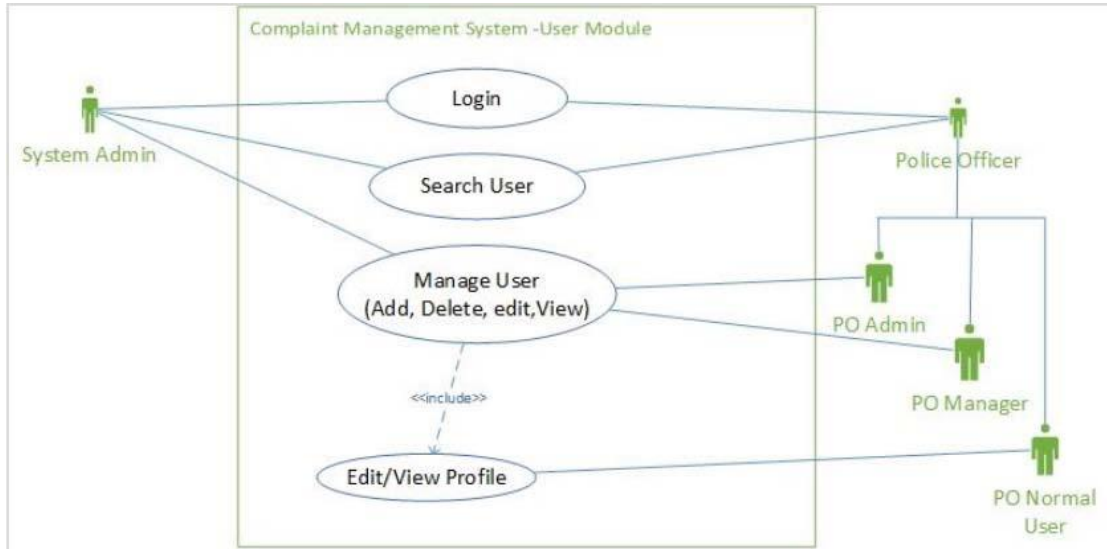 Complaint Management System -User Module
Login
System Admin
Police Officer
Search User
Manage User
(Add, Delete, edit,View)
PO Admin
<<include>>
PO Manager
Edit/View Profile
PO Normal
User